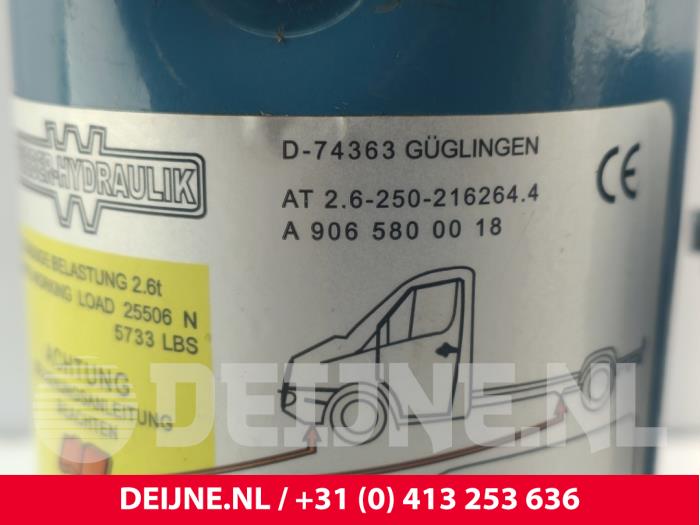 -HYDRAULIK
D-74363 GÜGLINGEN
AT 2.6-250-216264.4
A 906 580 00 18
CE
BELASTUNG 2.6t
WORKING LOAD 25506 N
5733 LBS
ACHTUNG
DEIJNE.NL
DEIJNE.NL / +31 (0) 413 253 636